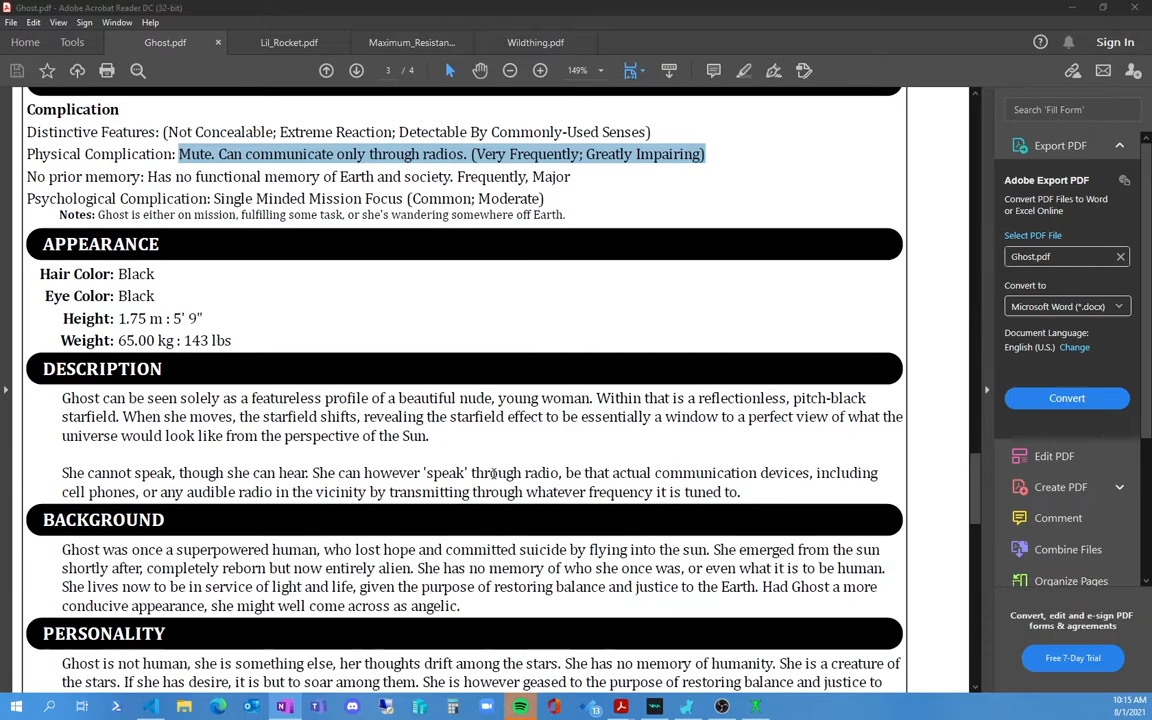 Ghost.pdf - Adobe Acrobat Reader DC (32-bit)
File Edit View Sign Window Help
Home Tools Ghost.pdf × Lil_Rocket.pdf Maximum_Resistan... Wildthing.pdf Sign In
3 / 4 149%
Complication
Distinctive Features: (Not Concealable; Extreme Reaction; Detectable By Commonly-Used Senses)
Physical Complication: Mute. Can communicate only through radios. (Very Frequently; Greatly Impairing)
No prior memory: Has no functional memory of Earth and society. Frequently, Major
Psychological Complication: Single Minded Mission Focus (Common; Moderate)
Notes: Ghost is either on mission, fulfilling some task, or she's wandering somewhere off Earth.
APPEARANCE
Hair Color: Black
Eye Color: Black
Height: 1.75 m : 5' 9"
Weight: 65.00 kg : 143 lbs
DESCRIPTION
Ghost can be seen solely as a featureless profile of a beautiful nude, young woman. Within that is a reflectionless, pitch-black
starfield. When she moves, the starfield shifts, revealing the starfield effect to be essentially a window to a perfect view of what the
universe would look like from the perspective of the Sun.
She cannot speak, though she can hear. She can however 'speak' through radio, be that actual communication devices, including
cell phones, or any audible radio in the vicinity by transmitting through whatever frequency it is tuned to.
BACKGROUND
Ghost was once a superpowered human, who lost hope and committed suicide by flying into the sun. She emerged from the sun
shortly after, completely reborn but now entirely alien. She has no memory of who she once was, or even what it is to be human.
She lives now to be in service of light and life, given the purpose of restoring balance and justice to the Earth. Had Ghost a more
conducive appearance, she might well come across as angelic.
PERSONALITY
Ghost is not human, she is something else, her thoughts drift among the stars. She has no memory of humanity. She is a creature of
the stars. If she has desire, it is but to soar among them. She is however geased to the purpose of restoring balance and justice to
Search 'Fill Form'
Export PDF
Adobe Export PDF
Convert PDF Files to Word
or Excel Online
Select PDF File
Ghost.pdf
Convert to
Microsoft Word (*.docx)
Document Language:
English (U.S.) Change
Convert
Edit PDF
Create PDF
Comment
Combine Files
Organize Pages
Convert, edit and e-sign PDF
forms & agreements
Free 7-Day Trial
13
10:15 AM
8/1/2021